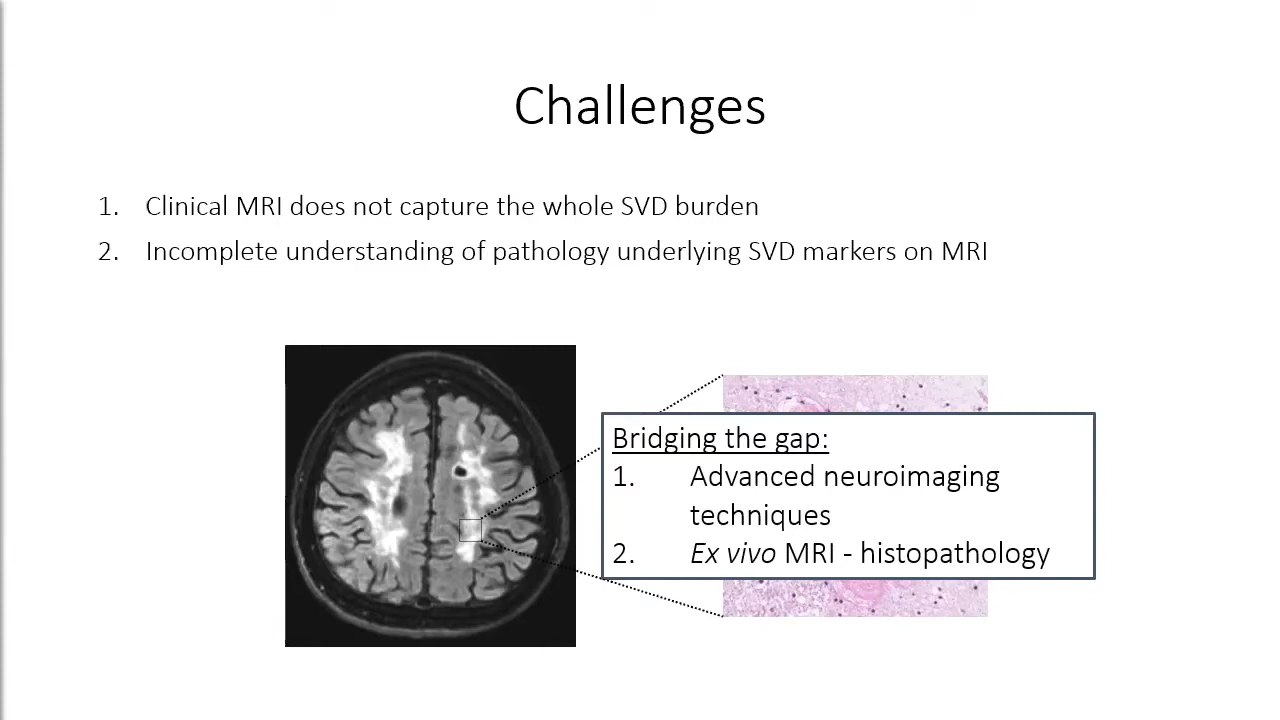 Challenges
1. Clinical MRI does not capture the whole SVD burden
2. Incomplete understanding of pathology underlying SVD markers on MRI
Bridging the gap:
1. Advanced neuroimaging
techniques
2. Ex vivo MRI - histopathology